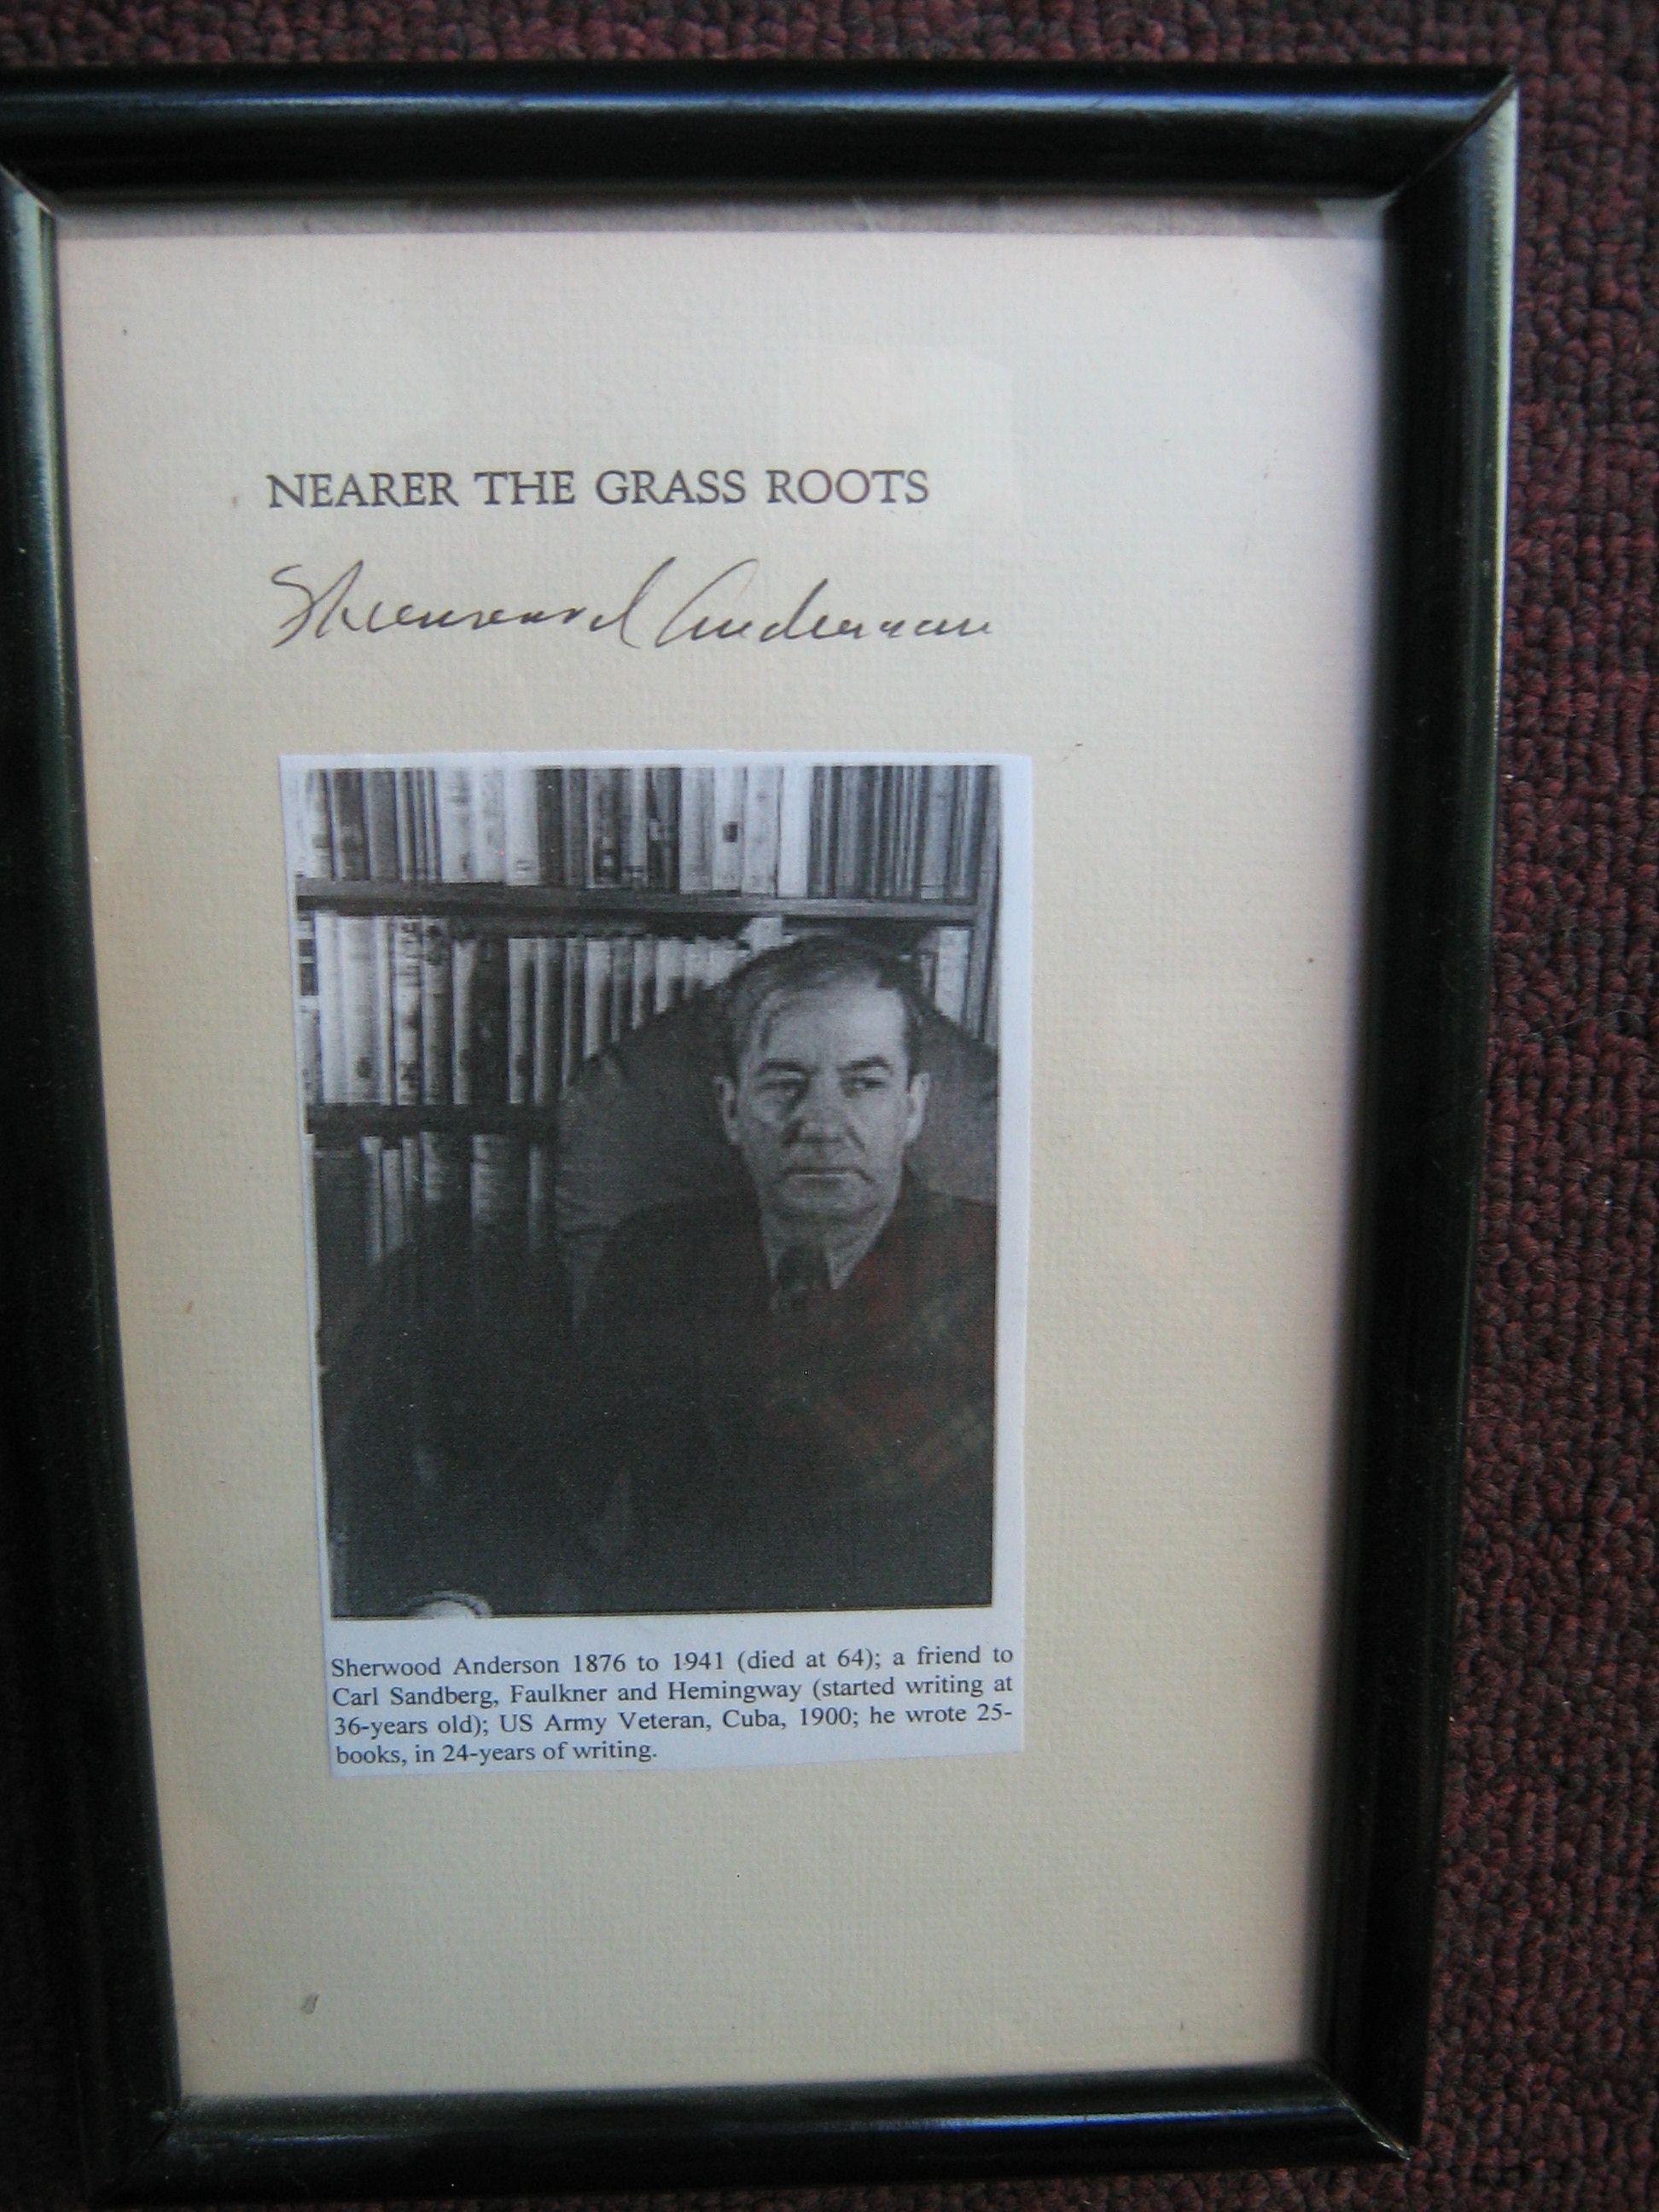 NEARER THE GRASS ROOTS
Sherwood Anderson
Sherwood Anderson 1876 to 1941 (died at 64); a friend to
Carl Sandberg, Faulkner and Hemingway (started writing at
36-years old); US Army Veteran, Cuba, 1900; he wrote 25-
books, in 24-years of writing.